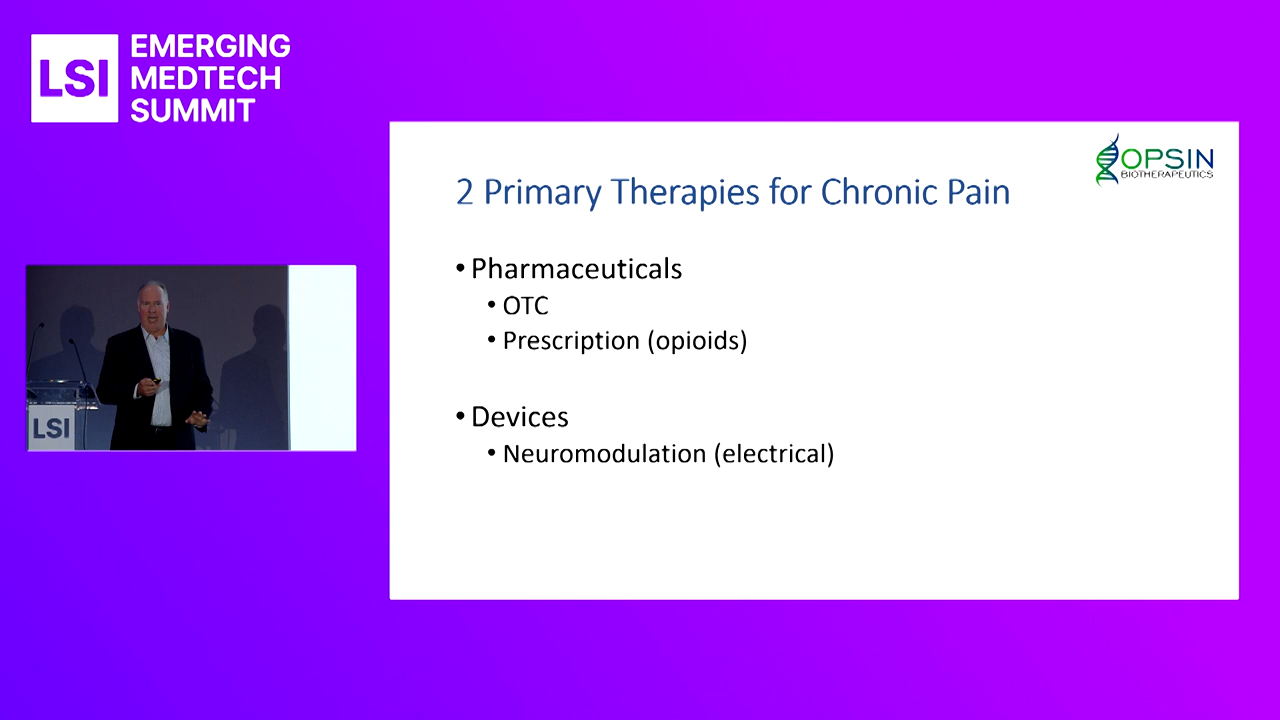 LSI
EMERGING
MEDTECH
SUMMIT
OPSIN
BIOTHERAPEUTICS
2 Primary Therapies for Chronic Pain
• Pharmaceuticals
• OTC
• Prescription (opioids)
• Devices
• Neuromodulation (electrical)
LSI